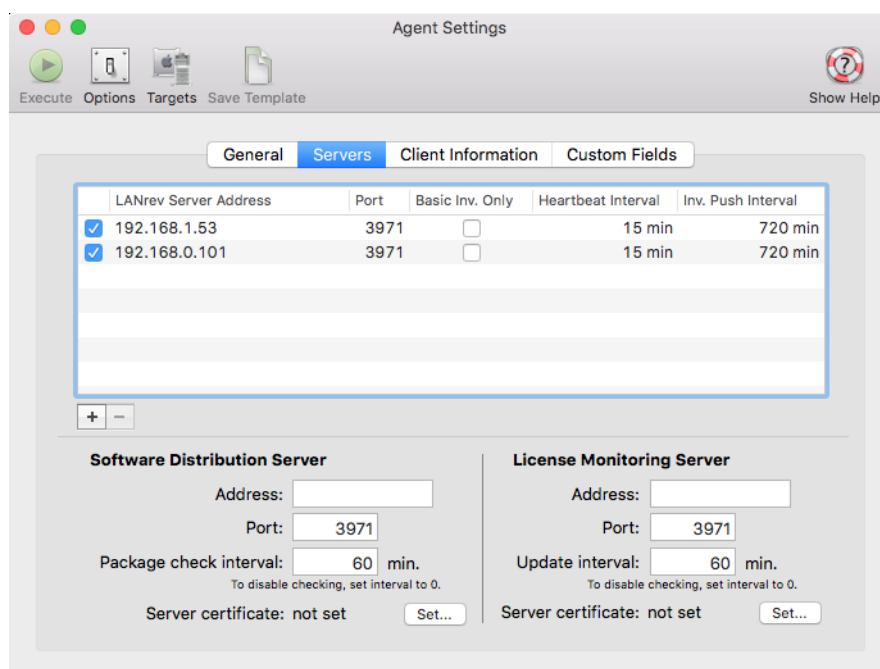 Agent Settings
Execute Options Targets Save Template Show Help
General Servers Client Information Custom Fields
LANrev Server Address Port Basic Inv. Only Heartbeat Interval Inv. Push Interval
192.168.1.53 3971 15 min 720 min
192.168.0.101 3971 15 min 720 min
+ −
Software Distribution Server License Monitoring Server
Address: Address:
Port: 3971 Port: 3971
Package check interval: 60 min. Update interval: 60 min.
To disable checking, set interval to 0. To disable checking, set interval to 0.
Server certificate: not set Set... Server certificate: not set Set...